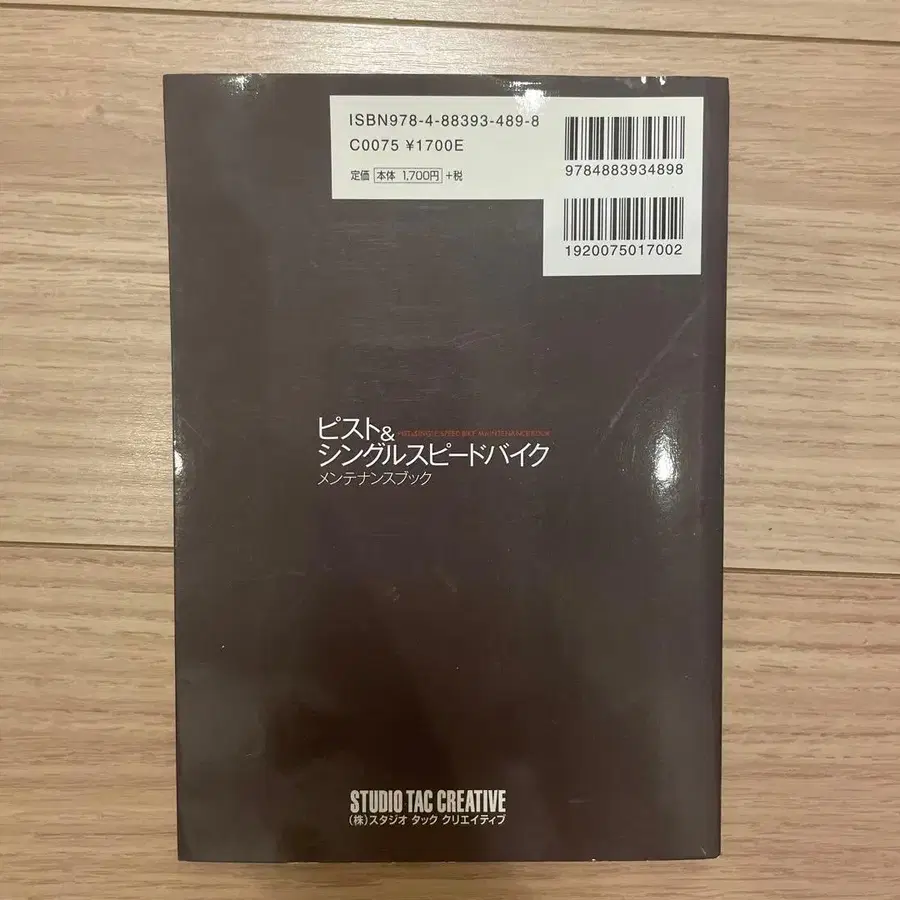 ISBN978-4-88393-489-8
C0075 ¥1700E
定価 本体 1,700円 +税
9784883934898
1920075017002
ピスト&
シングルスピードバイク
メンテナンスブック
STUDIO TAC CREATIVE
(株)スタジオ タック クリエイティブ